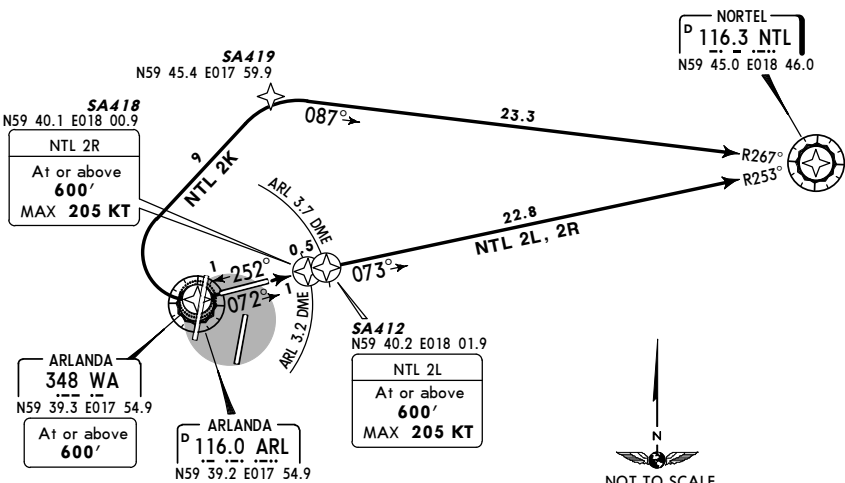 NORTEL
D 116.3 NTL
N59 45.0 E018 46.0
SA419
N59 45.4 E017 59.9
SA418
N59 40.1 E018 00.9
NTL 2R
At or above
600'
MAX 205 KT
087°
23.3
R267°
R253°
9
NTL 2K
ARL 3.7 DME
0.5
22.8
NTL 2L, 2R
073°
1
252°
072°
1
ARL 3.2 DME
SA412
N59 40.2 E018 01.9
NTL 2L
At or above
600'
MAX 205 KT
ARLANDA
348 WA
N59 39.3 E017 54.9
At or above
600'
ARLANDA
D 116.0 ARL
N59 39.2 E017 54.9
N
NOT TO SCALE